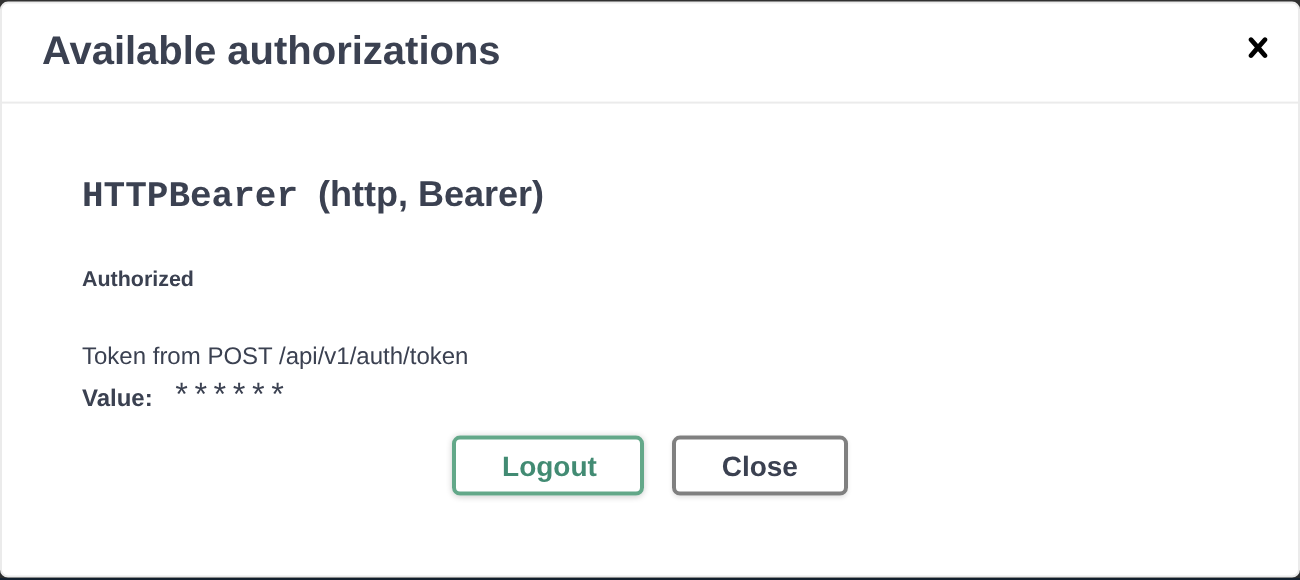 Available authorizations
HTTPBearer (http, Bearer)
Authorized
Token from POST /api/v1/auth/token
Value: ******
Logout Close